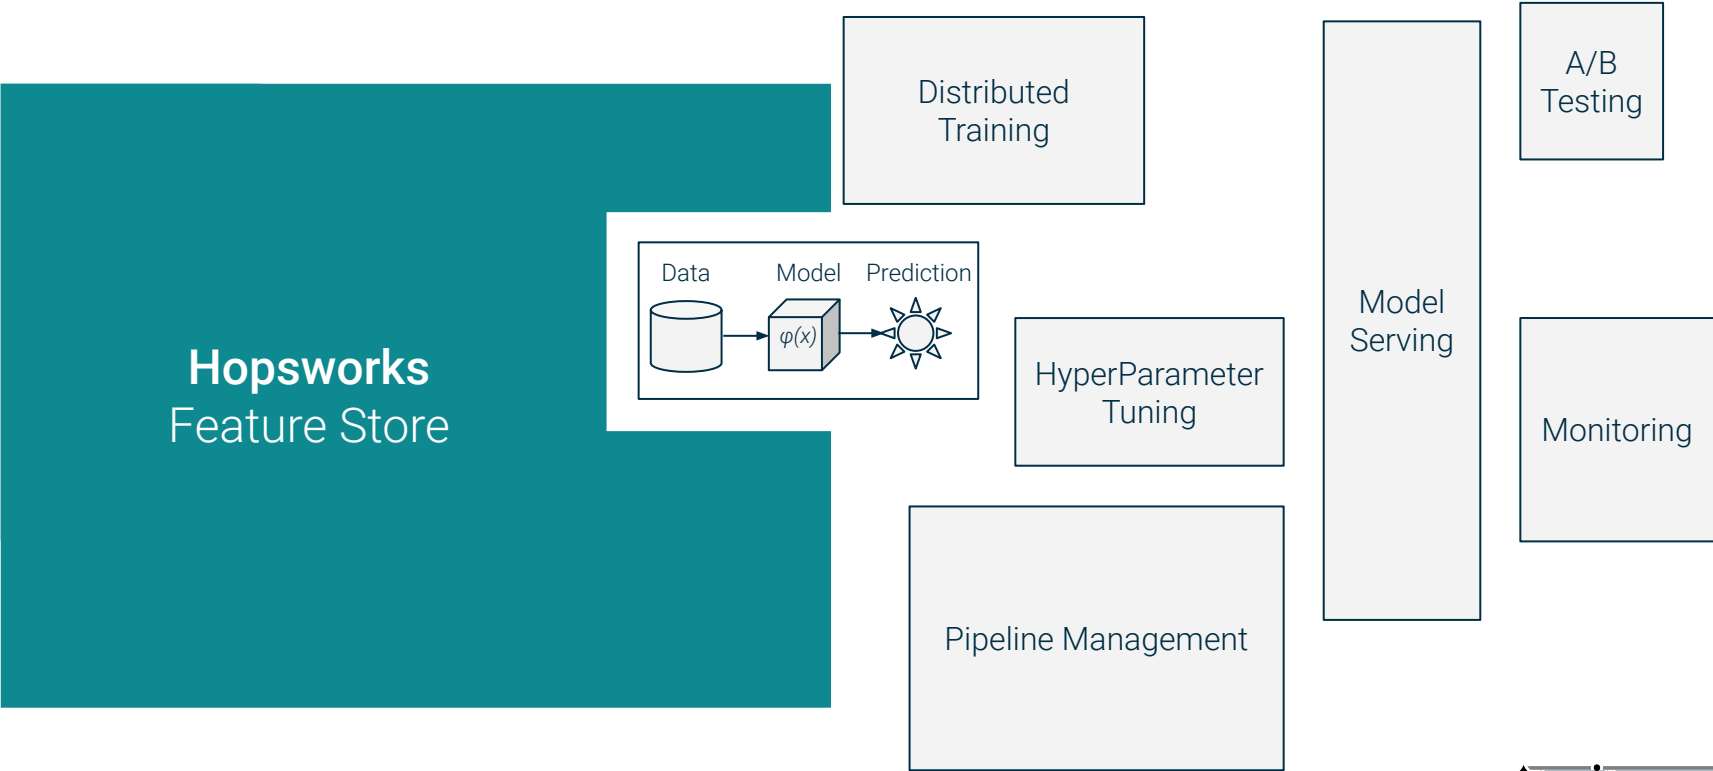 Hopsworks
Feature Store
Data
Model
Prediction
φ(x)
Distributed
Training
HyperParameter
Tuning
Pipeline Management
Model
Serving
A/B
Testing
Monitoring